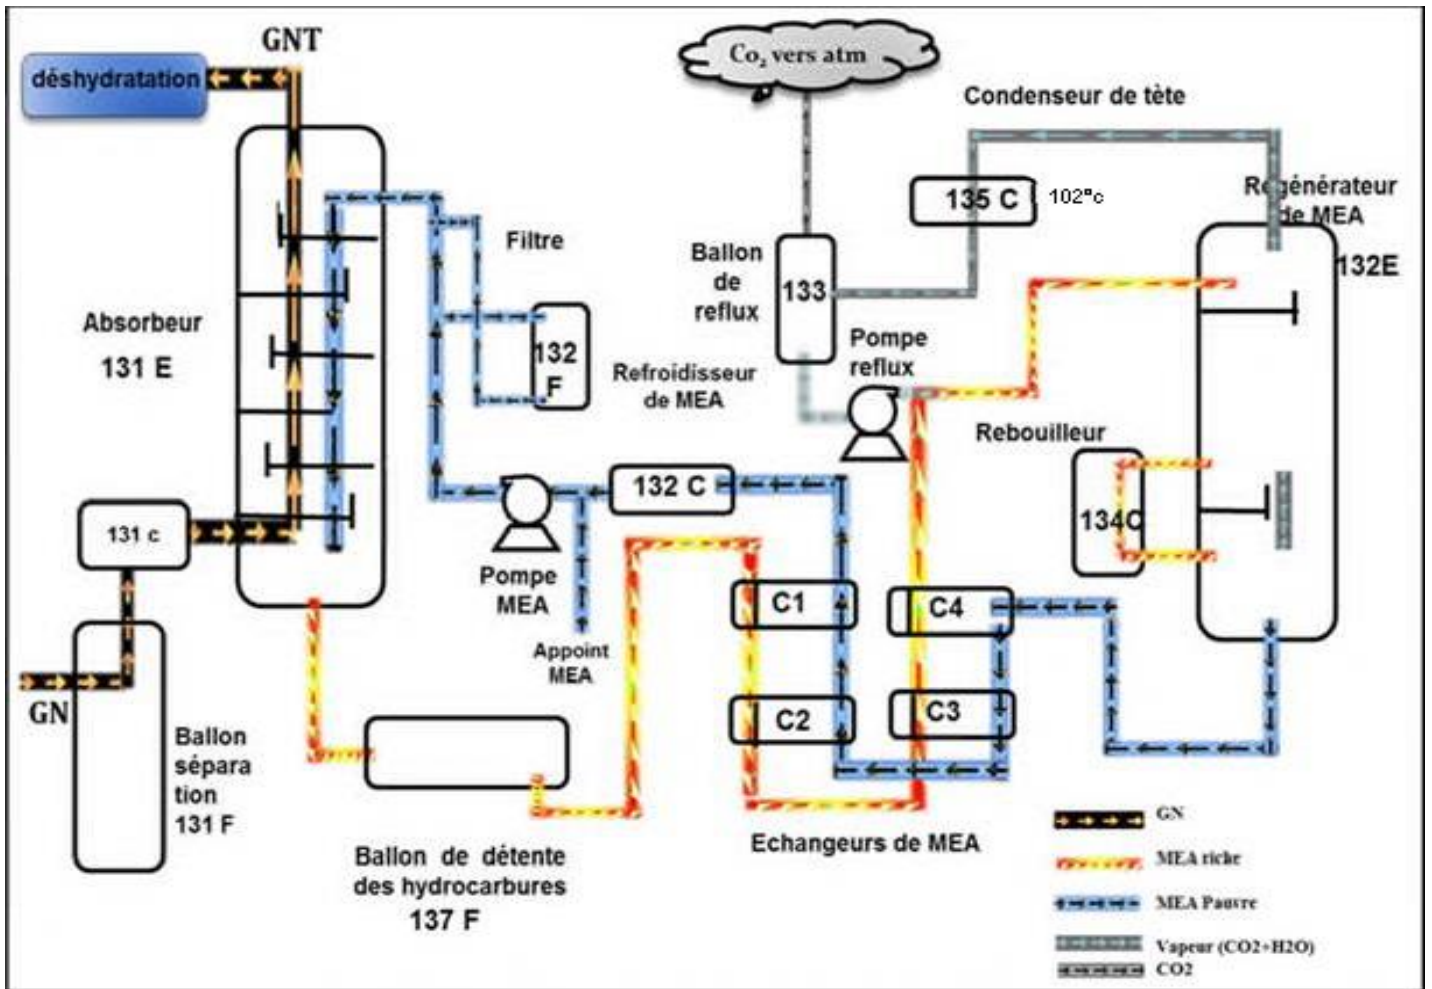 GNT
déshydratation
Co2 vers atm
Condenseur de tète
135 C
102°c
Régénérateur
de MEA
132E
Filtre
Ballon
de
reflux
133
Absorbeur
131 E
132
F
Pompe
reflux
Refroidisseur
de MEA
Rebouilleur
132 C
134C
131 c
Pompe
MEA
C1
C4
Appoint
MEA
GN
C2
C3
Ballon
sépara
tion
131 F
Echangeurs de MEA
Ballon de détente
des hydrocarbures
137 F
GN
MEA riche
MEA Pauvre
Vapeur (CO2+H2O)
CO2